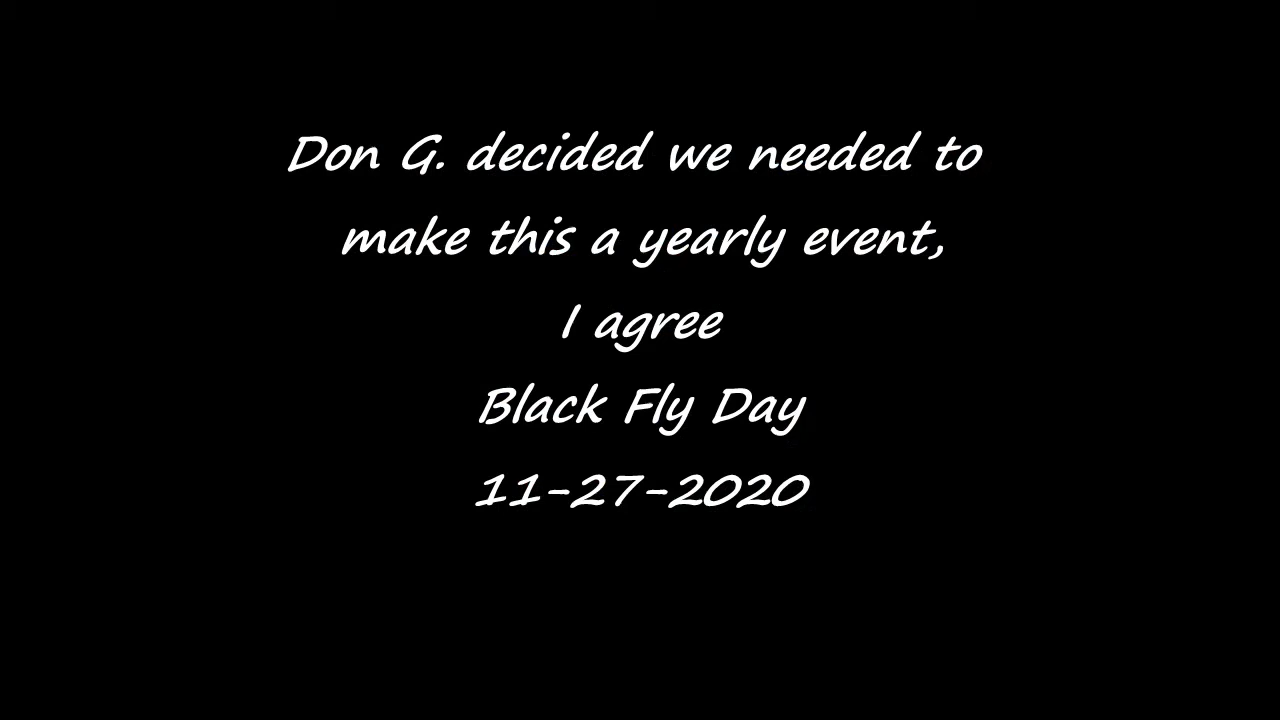 Don G. decided we needed to
make this a yearly event,
I agree
Black Fly Day
11-27-2020